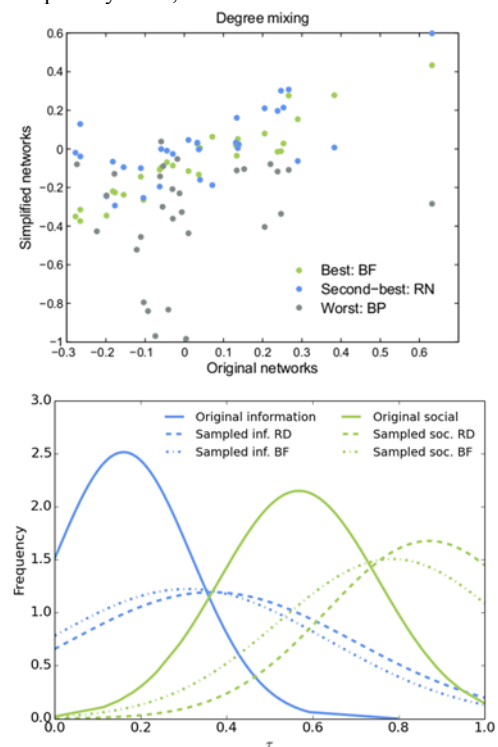 Degree mixing
0.6
0.4
0.2
0
−0.2
−0.4
−0.6
−0.8
−1
Simplified networks
Best: BF
Second−best: RN
Worst: BP
−0.3 −0.2 −0.1 0 0.1 0.2 0.3 0.4 0.5 0.6 0.7
Original networks
3.0
2.5
2.0
1.5
1.0
0.5
0.0
Frequency
Original information
Sampled inf. RD
Sampled inf. BF
Original social
Sampled soc. RD
Sampled soc. BF
0.0 0.2 0.4 0.6 0.8 1.0
τ